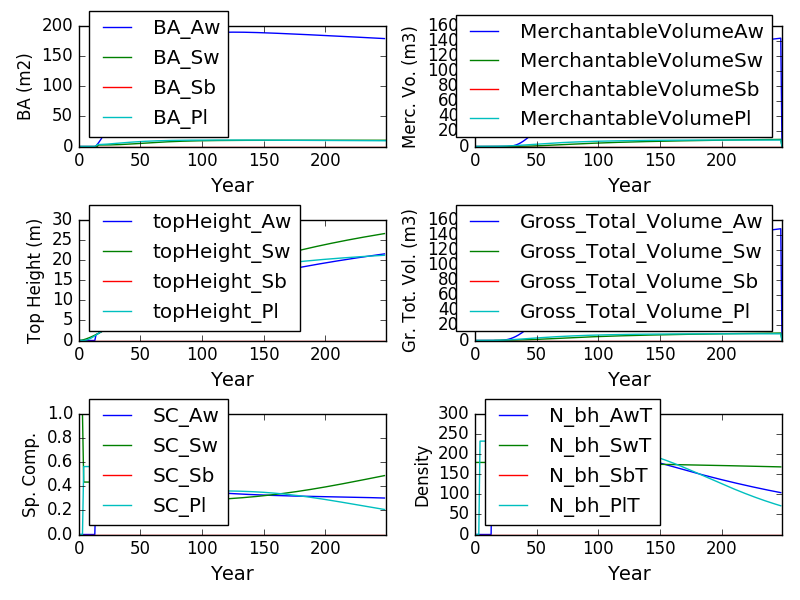 BA (m2)
200
150
100
50
0
BA_Aw
BA_Sw
BA_Sb
BA_Pl
0 50 100 150 200
Year
Merc. Vo. (m3)
160
140
120
100
80
60
40
20
0
MerchantableVolumeAw
MerchantableVolumeSw
MerchantableVolumeSb
MerchantableVolumePl
0 50 100 150 200
Year
Top Height (m)
30
25
20
15
10
5
0
topHeight_Aw
topHeight_Sw
topHeight_Sb
topHeight_Pl
0 50 100 150 200
Year
Gr. Tot. Vol. (m3)
160
140
120
100
80
60
40
20
0
Gross_Total_Volume_Aw
Gross_Total_Volume_Sw
Gross_Total_Volume_Sb
Gross_Total_Volume_Pl
0 50 100 150 200
Year
Sp. Comp.
1.0
0.8
0.6
0.4
0.2
0.0
SC_Aw
SC_Sw
SC_Sb
SC_Pl
0 50 100 150 200
Year
Density
300
250
200
150
100
50
0
N_bh_AwT
N_bh_SwT
N_bh_SbT
N_bh_PlT
0 50 100 150 200
Year